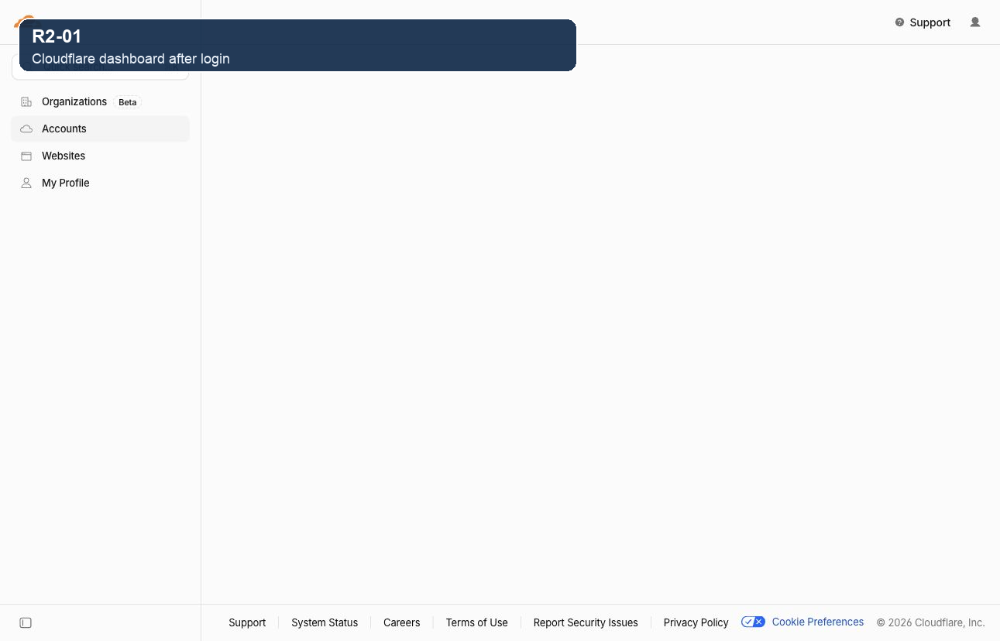 R2-01
Cloudflare dashboard after login
Support
Organizations Beta
Accounts
Websites
My Profile
Support
System Status
Careers
Terms of Use
Report Security Issues
Privacy Policy
Cookie Preferences
© 2026 Cloudflare, Inc.